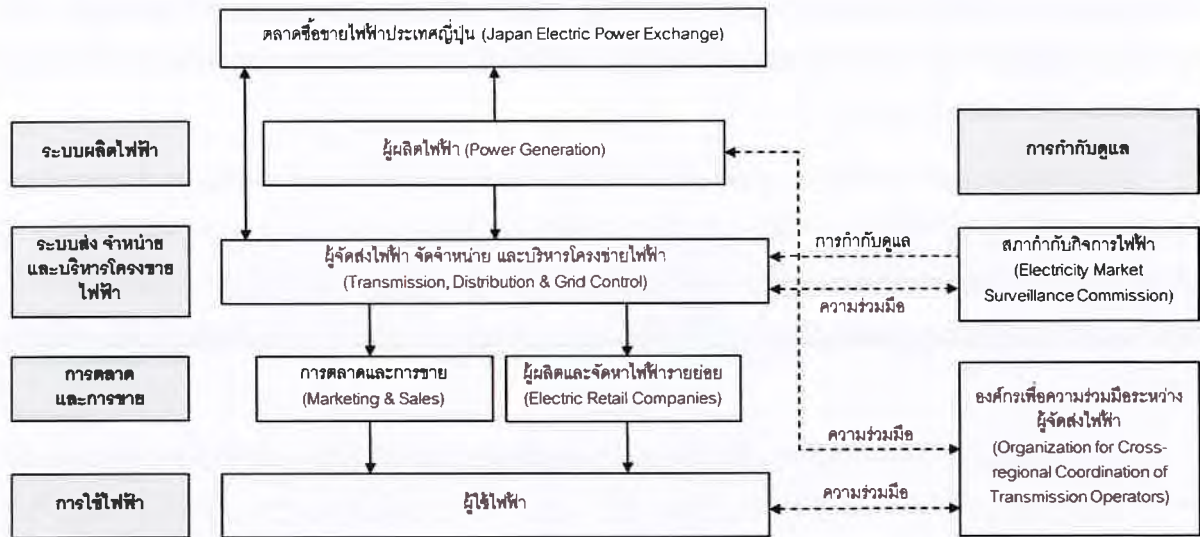 ตลาดซื้อขายไฟฟ้าประเทศญี่ปุ่น (Japan Electric Power Exchange)
ระบบผลิตไฟฟ้า
ผู้ผลิตไฟฟ้า (Power Generation)
การกำกับดูแล
ระบบส่ง จำหน่าย
และบริหารโครงขาย
ไฟฟ้า
ผู้จัดส่งไฟฟ้า จัดจำหน่าย และบริหารโครงข่ายไฟฟ้า
(Transmission, Distribution & Grid Control)
การกำกับดูแล
ความร่วมมือ
สภากำกับกิจการไฟฟ้า
(Electricity Market
Surveillance Commission)
การตลาด
และการขาย
การตลาดและการขาย
(Marketing & Sales)
ผู้ผลิตและจัดหาไฟฟ้ารายย่อย
(Electric Retail Companies)
ความร่วมมือ
องค์กรเพื่อความร่วมมือระหว่าง
ผู้จัดส่งไฟฟ้า
(Organization for Cross-
regional Coordination of
Transmission Operators)
การใช้ไฟฟ้า
ผู้ใช้ไฟฟ้า
ความร่วมมือ